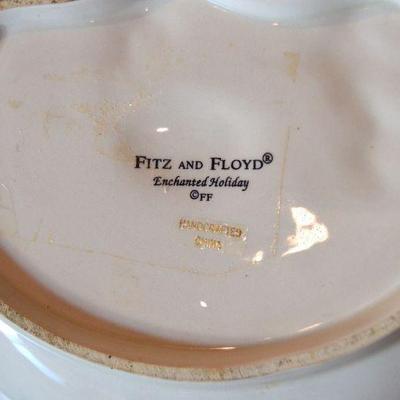 FITZ AND FLOYD®
Enchanted Holiday
©FF
HANDCRAFTED
CHINA